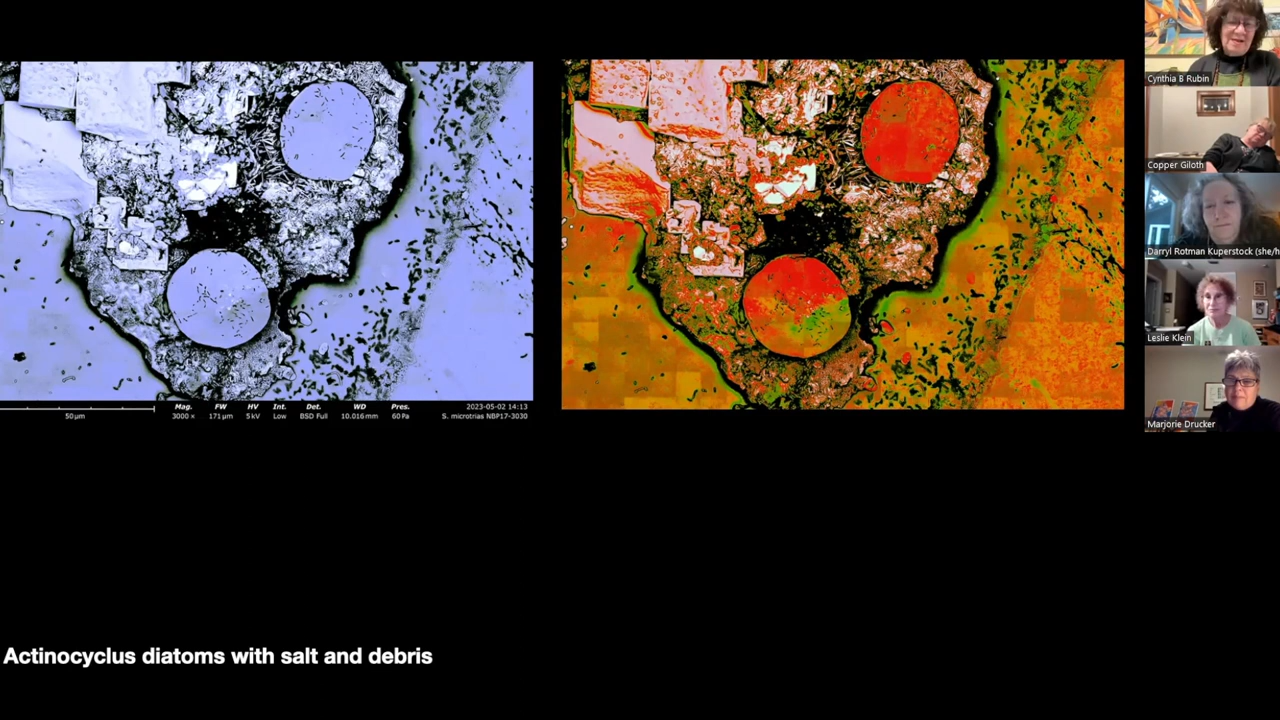 50 µm
Mag. FW HV Int. Det. WD Pres. 2023-05-02 14:13
3000 x 171 µm 5 kV Low BSD Full 10.016 mm 60 Pa S. microtrias NBP17-3030
Actinocyclus diatoms with salt and debris
Cynthia B Rubin
Copper Giloth
Darryl Rotman Kuperstock (she/h
Leslie Klein
Marjorie Drucker